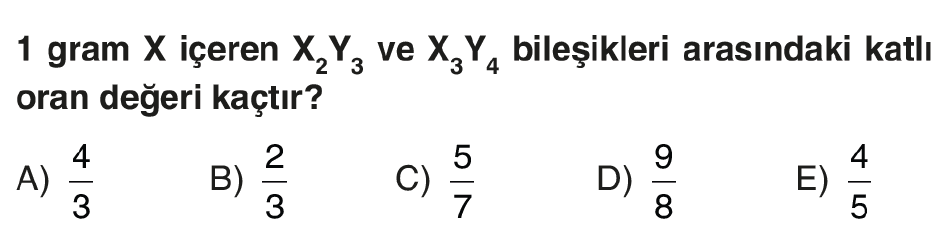 1 gram X içeren X₂Y₃ ve X₃Y₄ bileşikleri arasındaki katlı
oran değeri kaçtır?
A) 4/3 B) 2/3 C) 5/7 D) 9/8 E) 4/5